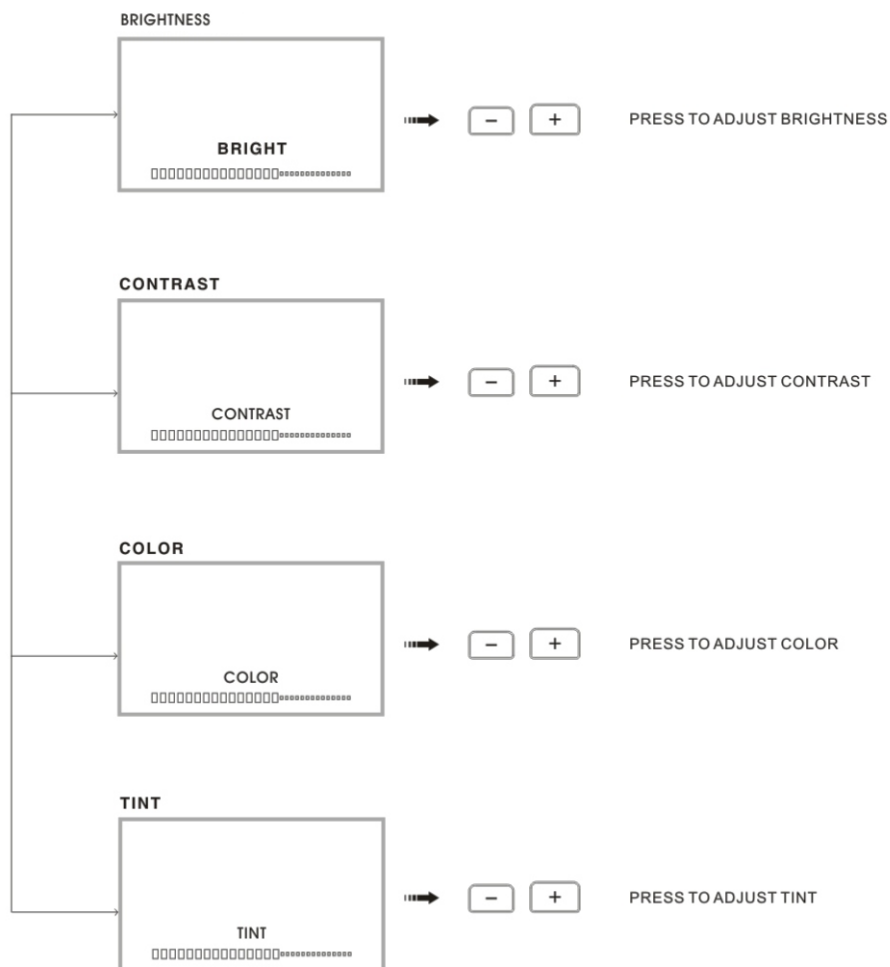 BRIGHTNESS
BRIGHT
- + PRESS TO ADJUST BRIGHTNESS
CONTRAST
CONTRAST
- + PRESS TO ADJUST CONTRAST
COLOR
COLOR
- + PRESS TO ADJUST COLOR
TINT
TINT
- + PRESS TO ADJUST TINT